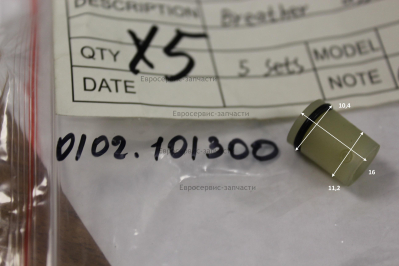 DESCRIPTION Breather
QTY X5 5 sets MODEL
DATE Евросервис-запчасти NOTE
Евросервис-запчасти
D102.101300
Евросервис-запчасти
10,4
16
11,2